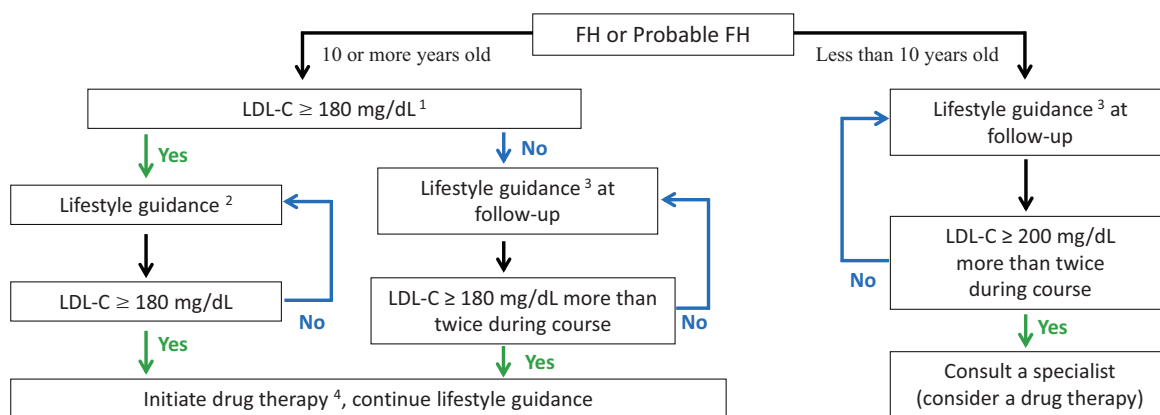 FH or Probable FH
10 or more years old
Less than 10 years old
LDL-C ≥ 180 mg/dL 1
Yes
No
Lifestyle guidance 2
LDL-C ≥ 180 mg/dL
No
Yes
Lifestyle guidance 3 at
follow-up
LDL-C ≥ 180 mg/dL more than
twice during course
No
Yes
Initiate drug therapy 4, continue lifestyle guidance
Lifestyle guidance 3 at
follow-up
LDL-C ≥ 200 mg/dL
more than twice
during course
No
Yes
Consult a specialist
(consider a drug therapy)